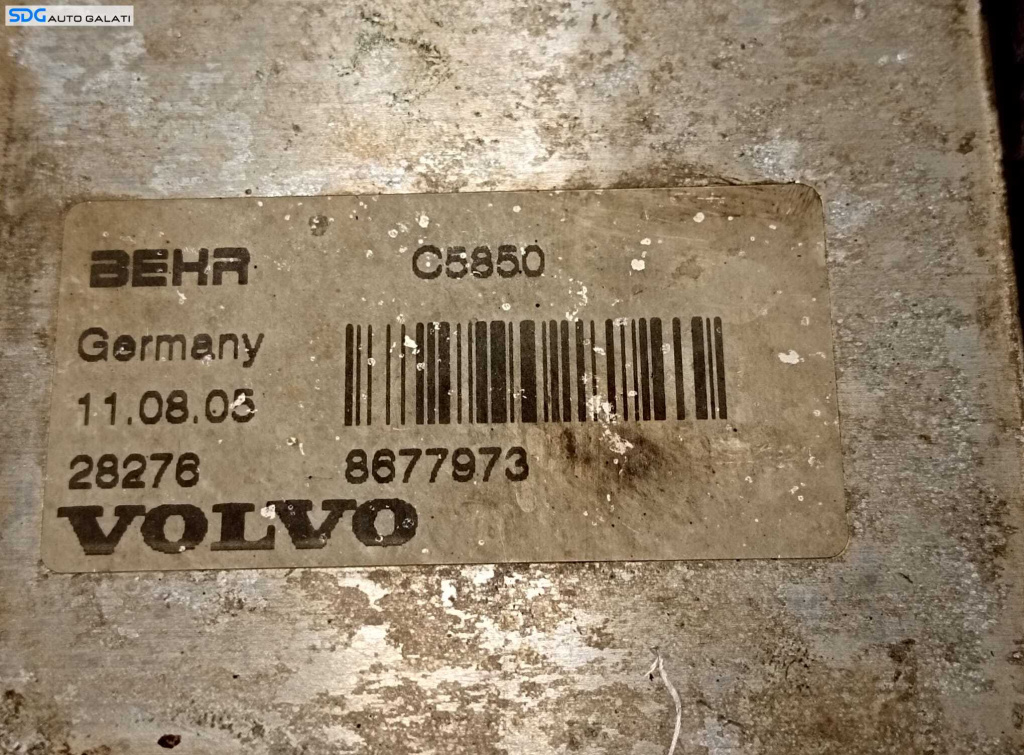 SDG AUTO GALATI
BEHR C5850
Germany
11.08.05
28276 8677973
VOLVO